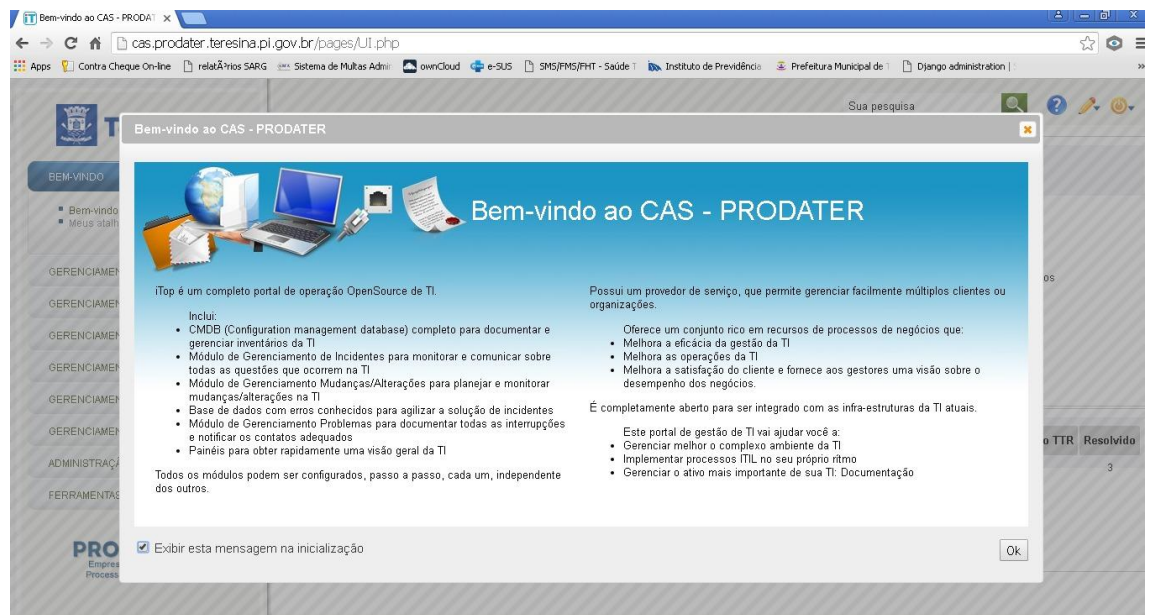 Bem-vindo ao CAS - PRODAT
cas.prodater.teresina.pi.gov.br/pages/UI.php
Apps Contra Cheque On-line relatÃ³rios SARG Sistema de Multas Admi ownCloud e-SUS SMS/FMS/FHT - Saúde T Instituto de Previdência Prefeitura Municipal de T Django administration |
Sua pesquisa
T
Bem-vindo ao CAS - PRODATER
BEM-VINDO
Bem-vindo
Meus atalh
Bem-vindo ao CAS - PRODATER
GERENCIAMEN
GERENCIAMEN
GERENCIAMEN
GERENCIAMEN
GERENCIAMEN
GERENCIAMEN
ADMINISTRAÇÃ
FERRAMENTAS
iTop é um completo portal de operação OpenSource de TI.
Inclui:
• CMDB (Configuration management database) completo para documentar e
gerenciar inventários da TI
• Módulo de Gerenciamento de Incidentes para monitorar e comunicar sobre
todas as questões que ocorrem na TI
• Módulo de Gerenciamento Mudanças/Alterações para planejar e monitorar
mudanças/alterações na TI
• Base de dados com erros conhecidos para agilizar a solução de incidentes
• Módulo de Gerenciamento Problemas para documentar todas as interrupções
e notificar os contatos adequados
• Painéis para obter rapidamente uma visão geral da TI
Todos os módulos podem ser configurados, passo a passo, cada um, independente
dos outros.
Possui um provedor de serviço, que permite gerenciar facilmente múltiplos clientes ou
organizações.
Oferece um conjunto rico em recursos de processos de negócios que:
• Melhora a eficácia da gestão da TI
• Melhora as operações da TI
• Melhora a satisfação do cliente e fornece aos gestores uma visão sobre o
desempenho dos negócios.
É completamente aberto para ser integrado com as infra-estruturas da TI atuais.
Este portal de gestão de TI vai ajudar você a:
• Gerenciar melhor o complexo ambiente da TI
• Implementar processos ITIL no seu próprio rítmo
• Gerenciar o ativo mais importante de sua TI: Documentação
os
o TTR Resolvido
3
Exibir esta mensagem na inicialização
Ok
PRO
Empres
Process